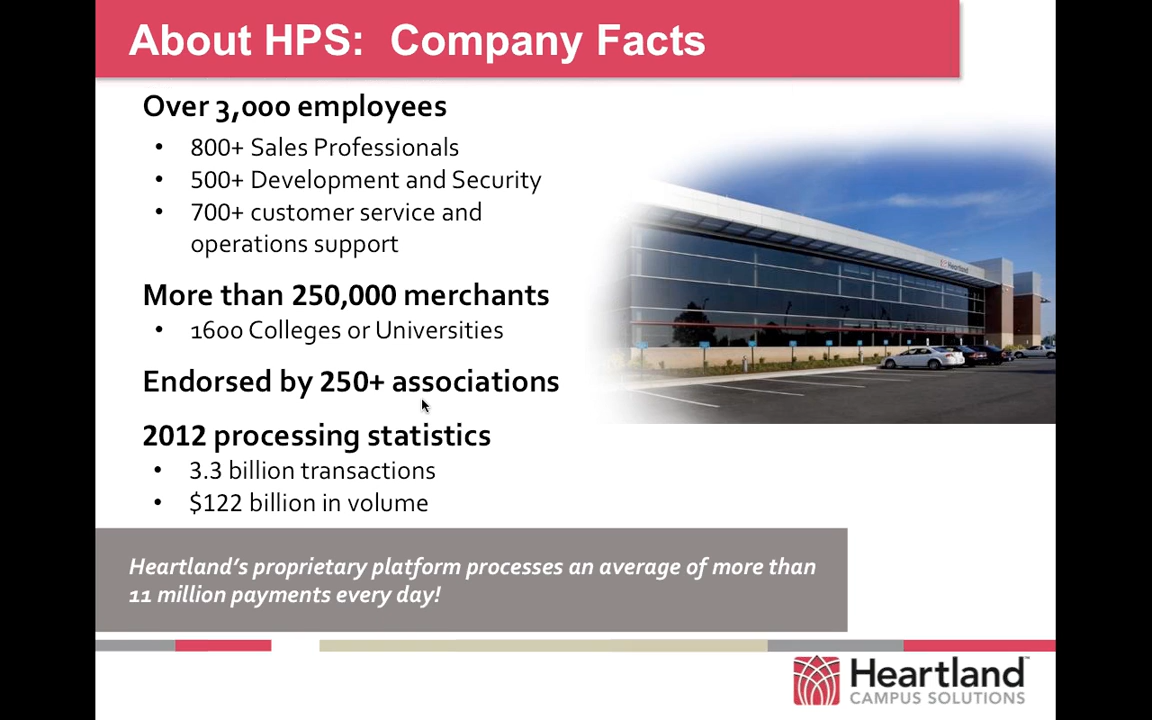 About HPS: Company Facts
Over 3,000 employees
• 800+ Sales Professionals
• 500+ Development and Security
• 700+ customer service and
operations support
More than 250,000 merchants
• 1600 Colleges or Universities
Endorsed by 250+ associations
2012 processing statistics
• 3.3 billion transactions
• $122 billion in volume
Heartland
Heartland's proprietary platform processes an average of more than
11 million payments every day!
Heartland™
CAMPUS SOLUTIONS